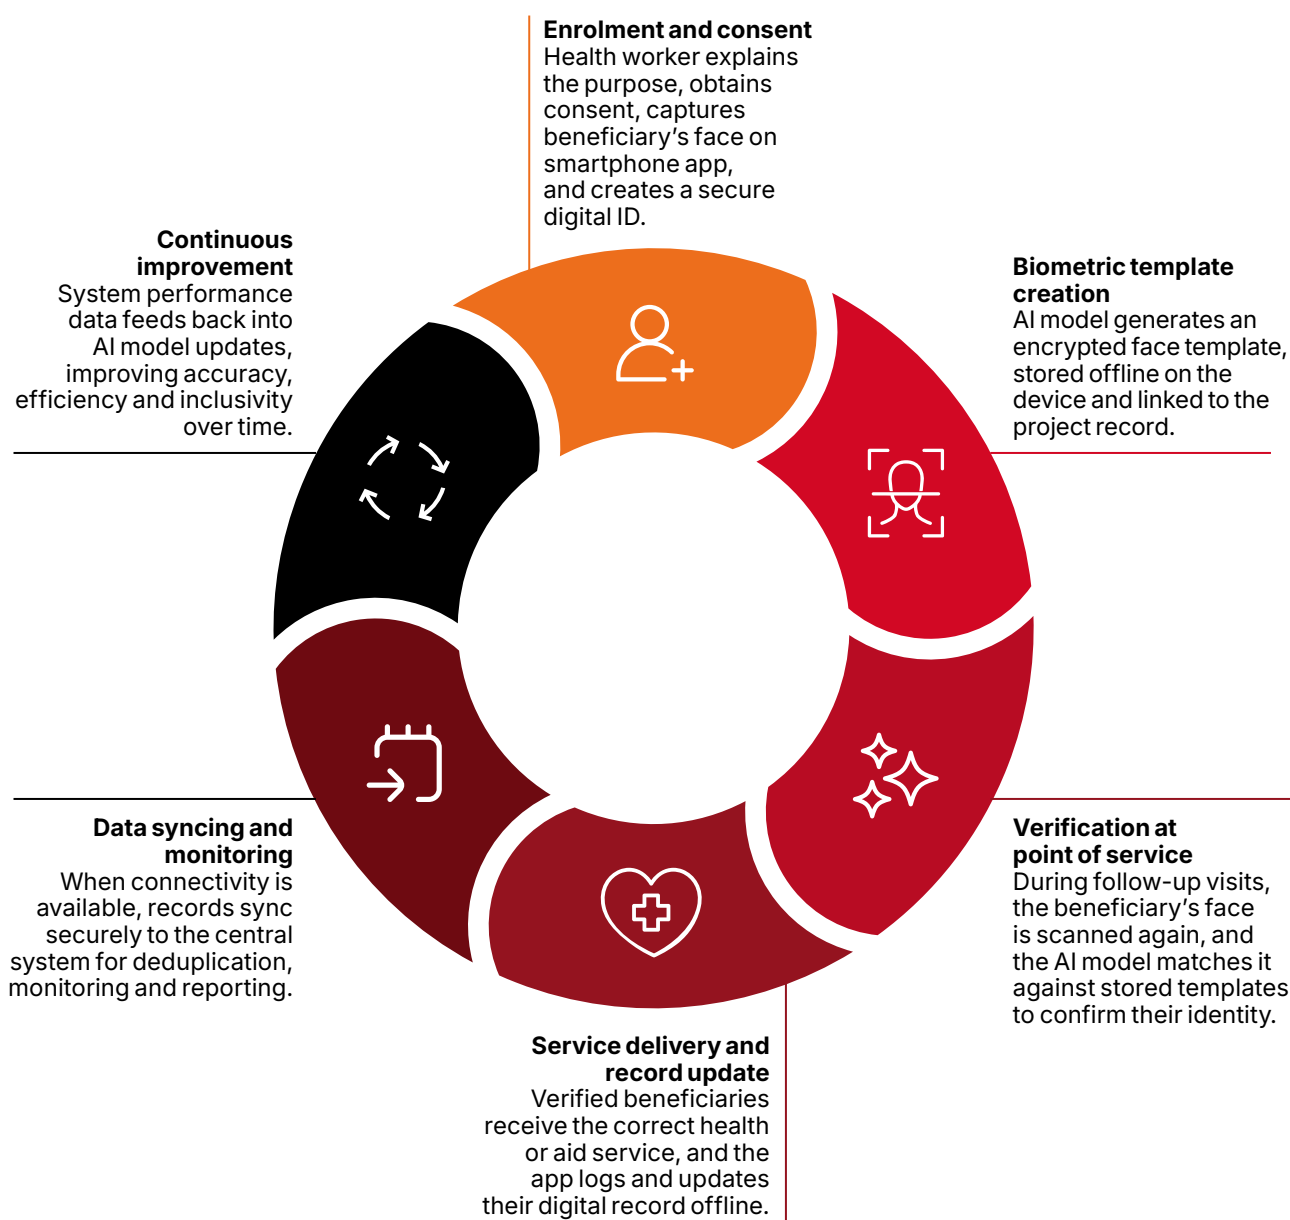 Enrolment and consent
Health worker explains
the purpose, obtains
consent, captures
beneficiary’s face on
smartphone app,
and creates a secure
digital ID.
Biometric template
creation
AI model generates an
encrypted face template,
stored offline on the
device and linked to the
project record.
Verification at
point of service
During follow-up visits,
the beneficiary’s face
is scanned again, and
the AI model matches it
against stored templates
to confirm their identity.
Service delivery and
record update
Verified beneficiaries
receive the correct health
or aid service, and the
app logs and updates
their digital record offline.
Data syncing and
monitoring
When connectivity is
available, records sync
securely to the central
system for deduplication,
monitoring and reporting.
Continuous
improvement
System performance
data feeds back into
AI model updates,
improving accuracy,
efficiency and inclusivity
over time.